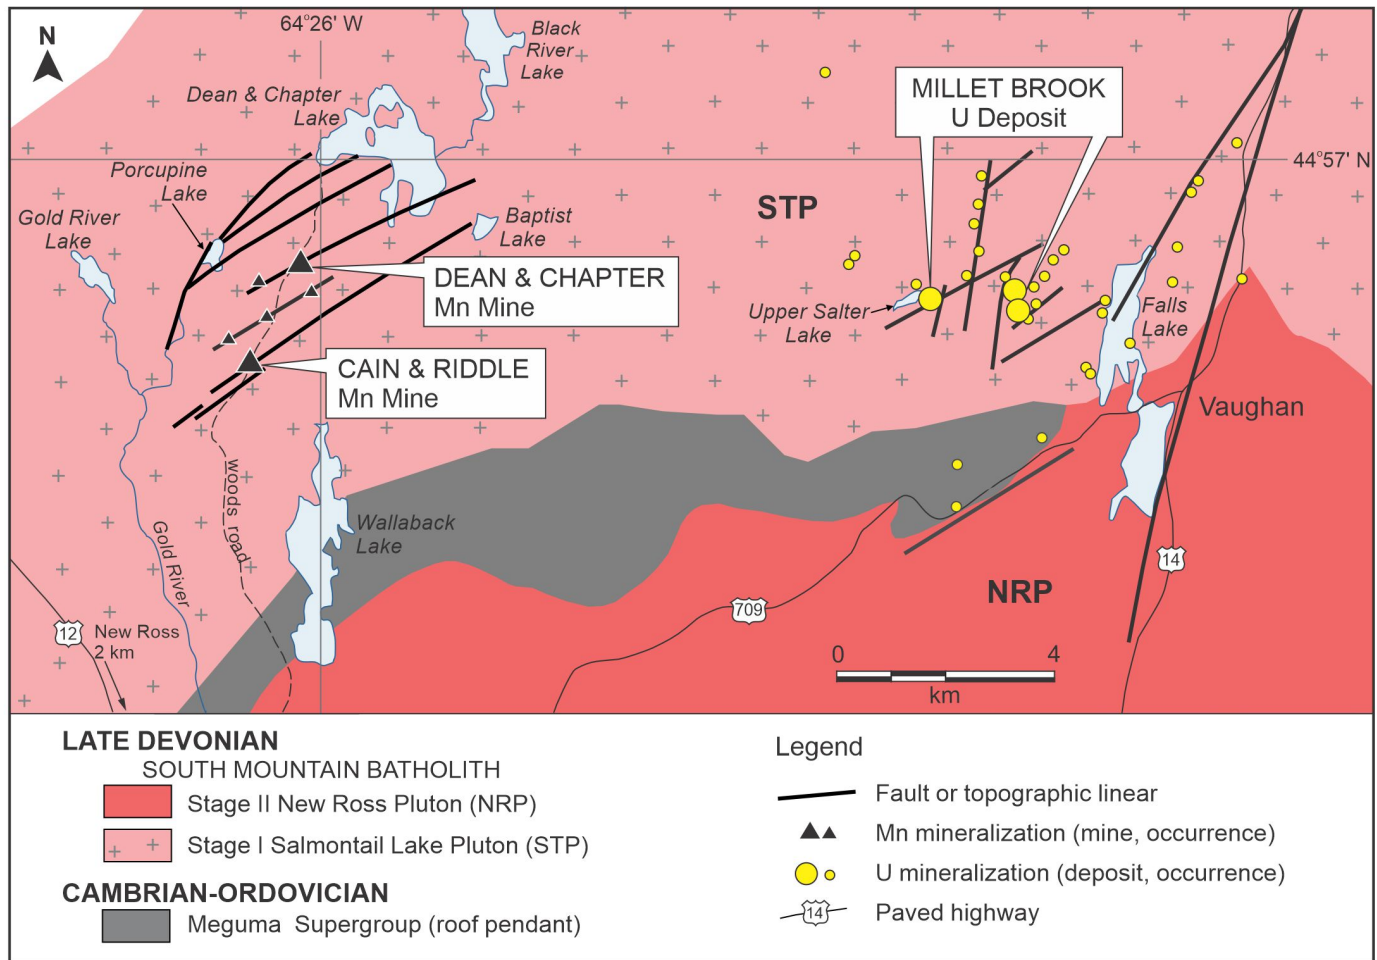 64°26' W
N
Black
River
Lake
Dean & Chapter
Lake
MILLET BROOK
U Deposit
44°57' N
Porcupine
Lake
STP
Gold River
Lake
Baptist
Lake
DEAN & CHAPTER
Mn Mine
Upper Salter
Lake
Falls
Lake
CAIN & RIDDLE
Mn Mine
Vaughan
woods road
Wallaback
Lake
Gold River
14
NRP
709
12
New Ross
2 km
0 4
km
LATE DEVONIAN
SOUTH MOUNTAIN BATHOLITH
Stage II New Ross Pluton (NRP)
Stage I Salmontail Lake Pluton (STP)
CAMBRIAN-ORDOVICIAN
Meguma Supergroup (roof pendant)
Legend
Fault or topographic linear
Mn mineralization (mine, occurrence)
U mineralization (deposit, occurrence)
14 Paved highway